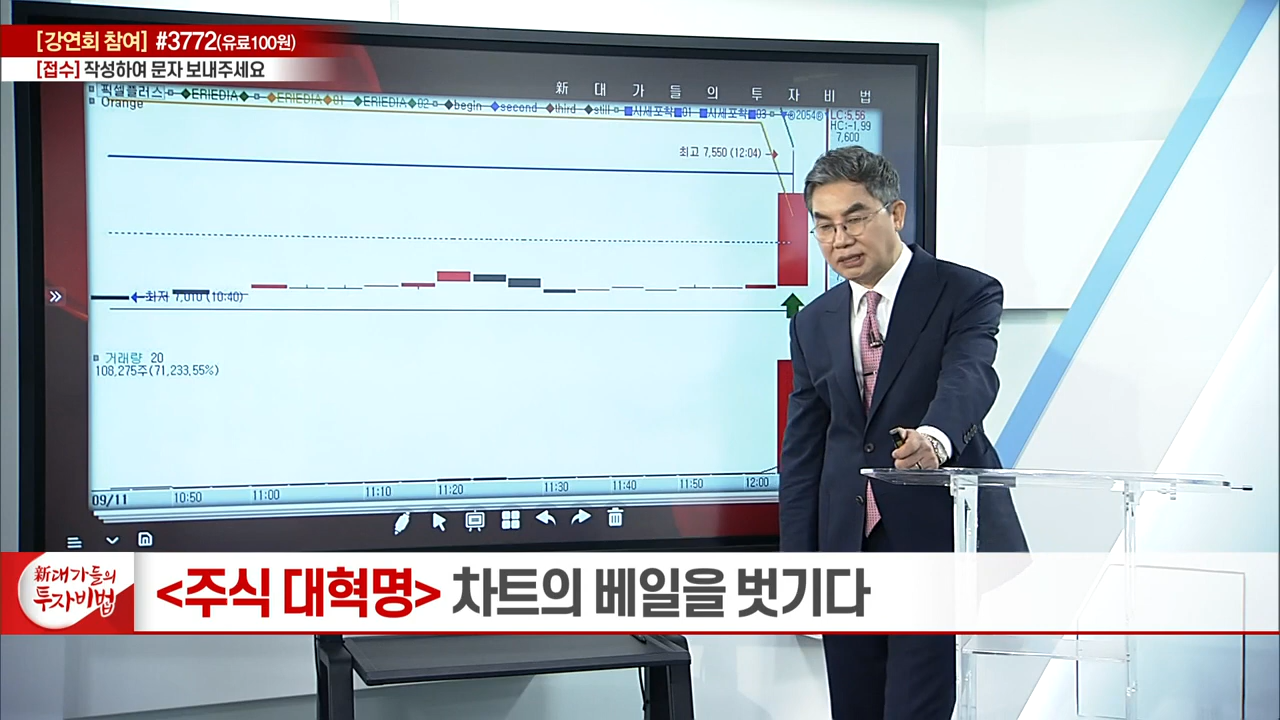 [강연회 참여] #3772(유료100원)
[접수] 작성하여 문자 보내주세요
新 대 가 들 의 투 자 비 법
픽셀플러스 ERIEDIA ERIEDIA 01 ERIEDIA 02 begin second third still 사세포착 01 사세포착 03
Orange
LC:5,56
HC:-1,99
7,600
최고 7,550 (12:04)
최저 7,010 (10:40)
거래량 20
108,275주(71,233,55%)
09/11 10:50 11:00 11:10 11:20 11:30 11:40 11:50 12:00
新대가들의
투자비법
<주식 대혁명> 차트의 베일을 벗기다